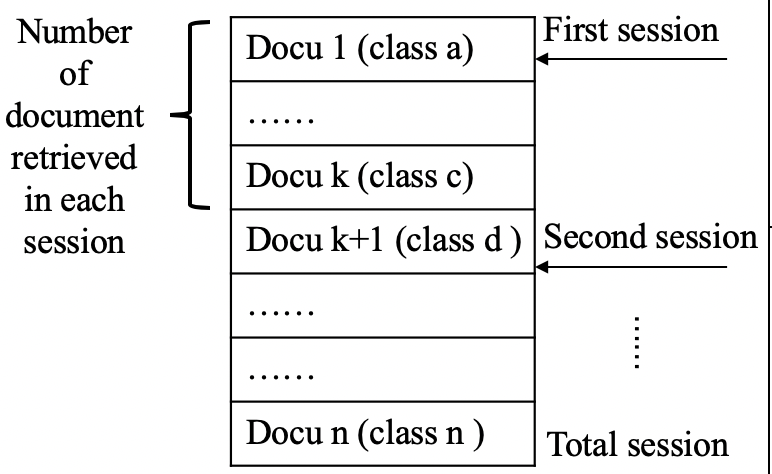 Number
of
document
retrieved
in each
session
Docu 1 (class a)
……
Docu k (class c)
Docu k+1 (class d )
……
……
Docu n (class n )
First session
Second session
Total session